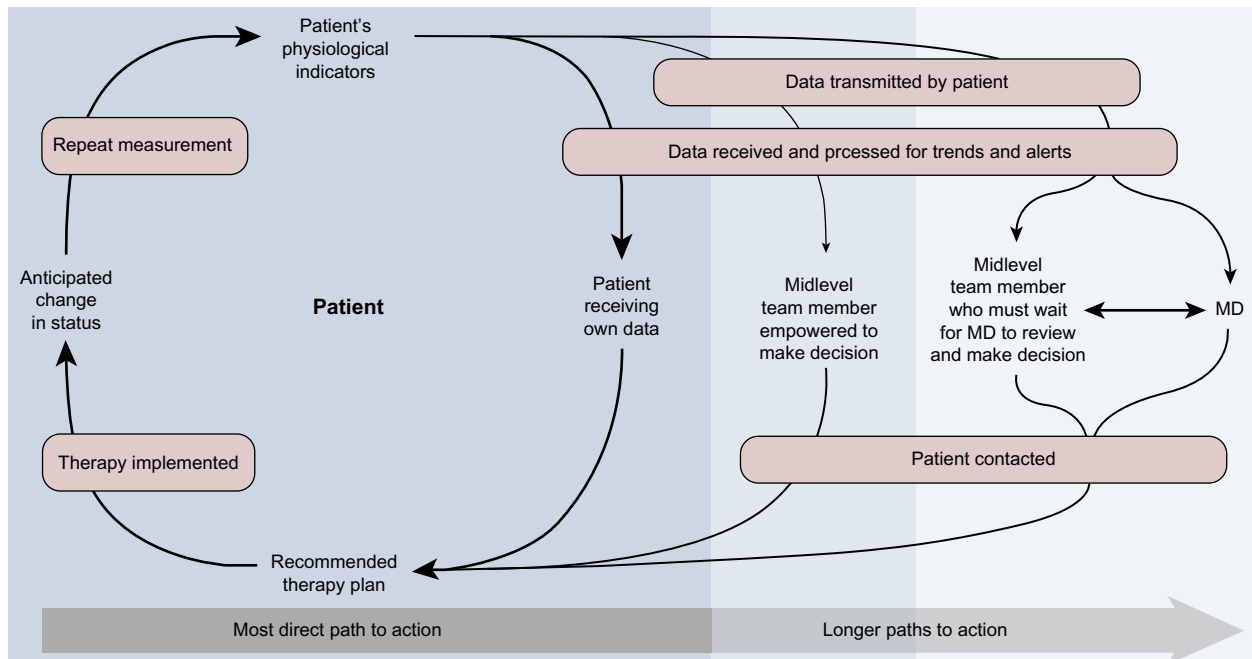 Patient’s
physiological
indicators
Data transmitted by patient
Repeat measurement
Data received and prcessed for trends and alerts
Anticipated
change
in status
Patient
Patient
receiving
own data
Midlevel
team member
empowered to
make decision
Midlevel
team member
who must wait
for MD to review
and make decision
MD
Therapy implemented
Patient contacted
Recommended
therapy plan
Most direct path to action
Longer paths to action